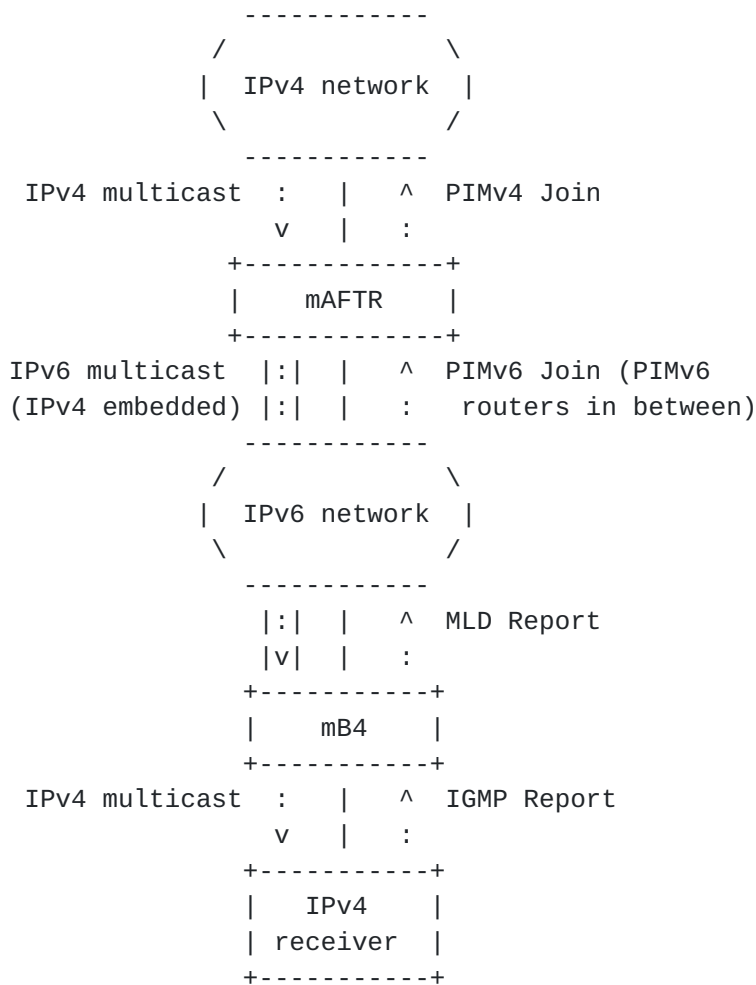 IPv4 network
IPv4 multicast : | ^ PIMv4 Join
v | :
mAFTR
IPv6 multicast |:| | ^ PIMv6 Join (PIMv6
(IPv4 embedded) |:| | : routers in between)
IPv6 network
|:| | ^ MLD Report
|v| | :
mB4
IPv4 multicast : | ^ IGMP Report
v | :
IPv4
receiver